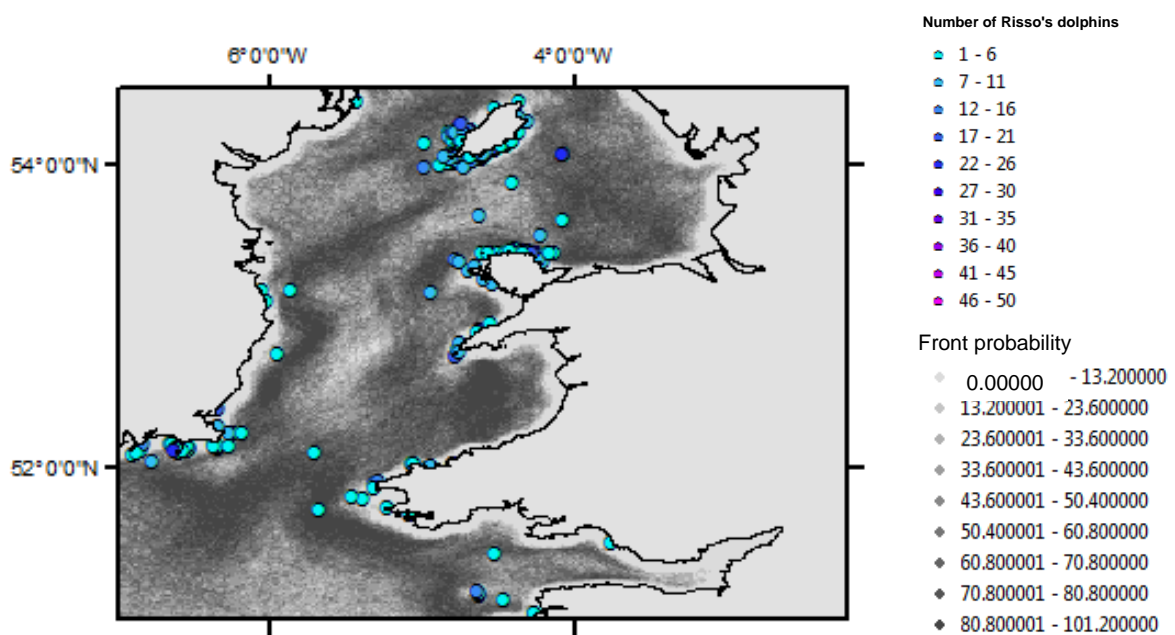 Number of Risso's dolphins
6°0'0"W 4°0'0"W
1 - 6
7 - 11
12 - 16
17 - 21
22 - 26
27 - 30
31 - 35
36 - 40
41 - 45
46 - 50
54°0'0"N
52°0'0"N
Front probability
0.00000 - 13.200000
13.200001 - 23.600000
23.600001 - 33.600000
33.600001 - 43.600000
43.600001 - 50.400000
50.400001 - 60.800000
60.800001 - 70.800000
70.800001 - 80.800000
80.800001 - 101.200000